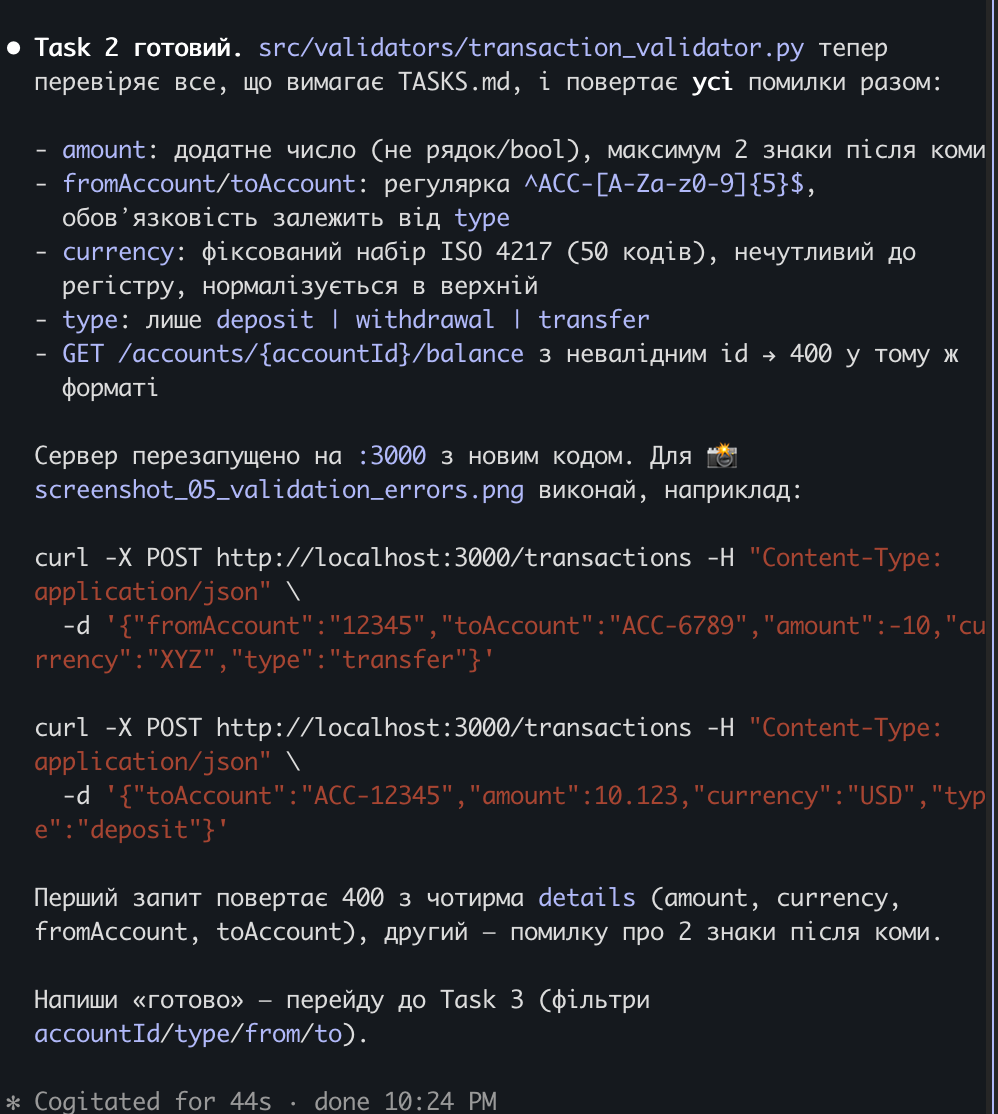 ● Task 2 готовий. src/validators/transaction_validator.py тепер
перевіряє все, що вимагає TASKS.md, і повертає усі помилки разом:
- amount: додатне число (не рядок/bool), максимум 2 знаки після коми
- fromAccount/toAccount: регулярка ^ACC-[A-Za-z0-9]{5}$,
обов’язковість залежить від type
- currency: фіксований набір ISO 4217 (50 кодів), нечутливий до
регістру, нормалізується в верхній
- type: лише deposit | withdrawal | transfer
- GET /accounts/{accountId}/balance з невалідним id → 400 у тому ж
форматі
Сервер перезапущено на :3000 з новим кодом. Для 📸
screenshot_05_validation_errors.png виконай, наприклад:
curl -X POST http://localhost:3000/transactions -H "Content-Type:
application/json" \
-d '{"fromAccount":"12345","toAccount":"ACC-6789","amount":-10,"cu
rrency":"XYZ","type":"transfer"}'
curl -X POST http://localhost:3000/transactions -H "Content-Type:
application/json" \
-d '{"toAccount":"ACC-12345","amount":10.123,"currency":"USD","typ
e":"deposit"}'
Перший запит повертає 400 з чотирма details (amount, currency,
fromAccount, toAccount), другий — помилку про 2 знаки після коми.
Напиши «готово» — перейду до Task 3 (фільтри
accountId/type/from/to).
✻ Cogitated for 44s · done 10:24 PM